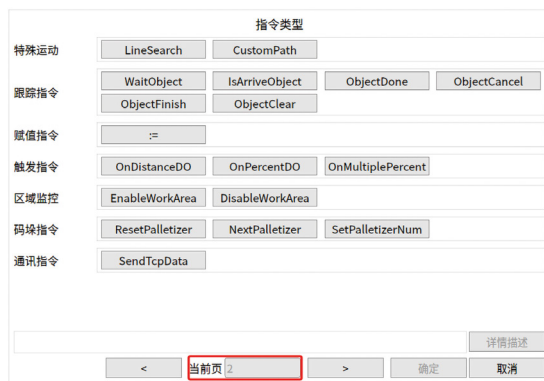 指令类型
特殊运动 LineSearch CustomPath
跟踪指令 WaitObject IsArriveObject ObjectDone ObjectCancel
ObjectFinish ObjectClear
赋值指令 :=
触发指令 OnDistanceDO OnPercentDO OnMultiplePercent
区域监控 EnableWorkArea DisableWorkArea
码垛指令 ResetPalletizer NextPalletizer SetPalletizerNum
通讯指令 SendTcpData
详情描述
< 当前页 2 > 确定 取消